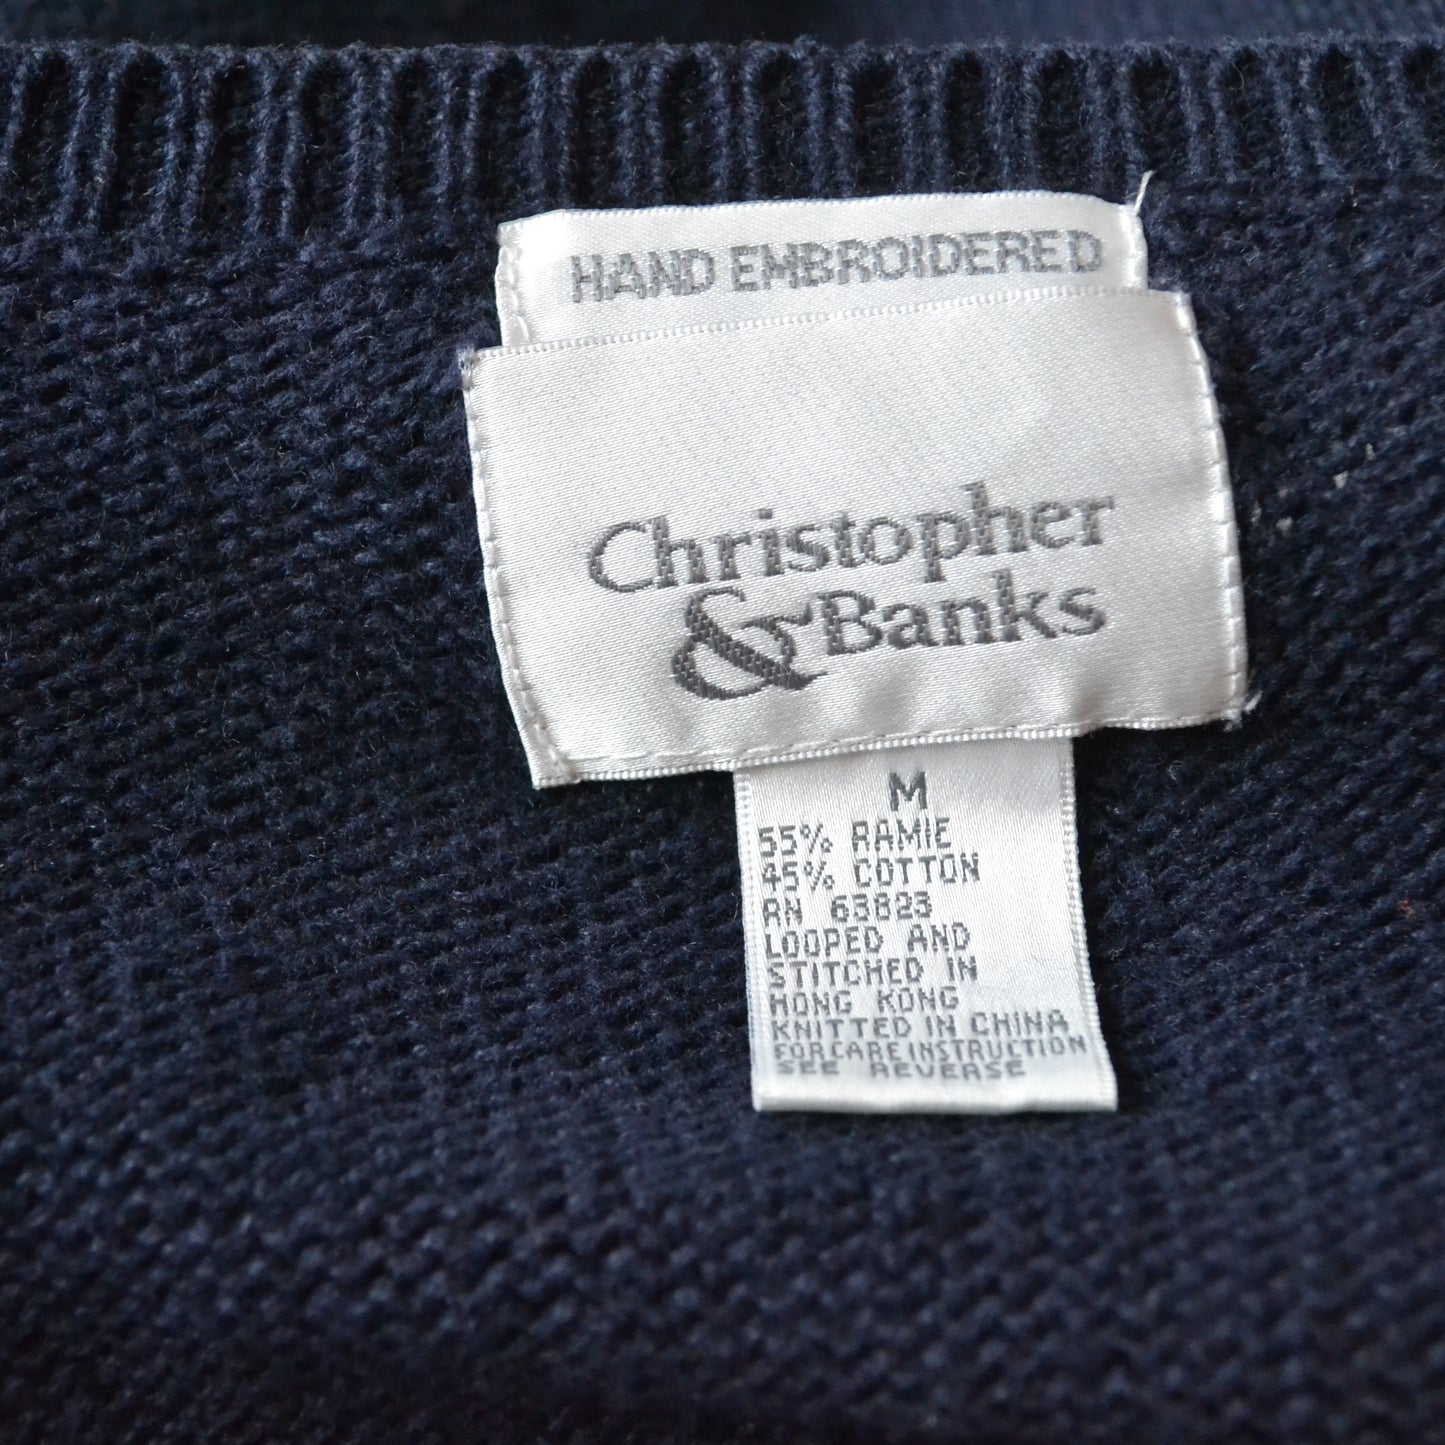 HAND EMBROIDERED
Christopher
& Banks
M
55% RAMIE
45% COTTON
RN 63823
LOOPED AND
STITCHED IN
HONG KONG
KNITTED IN CHINA
FOR CARE INSTRUCTION
SEE REVERSE